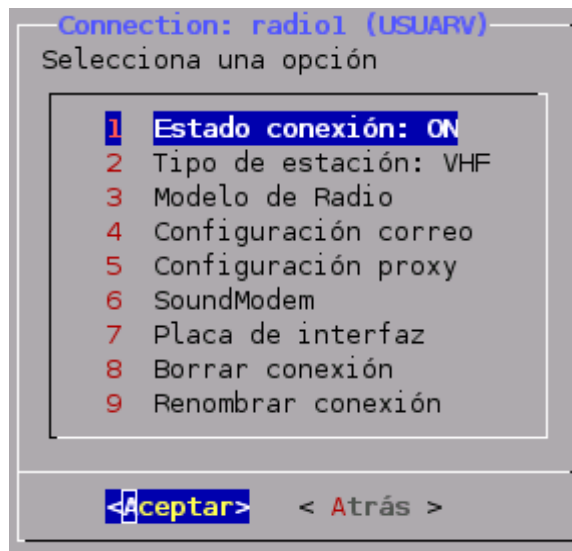 Connection: radio1 (USUARV)
Selecciona una opción
1 Estado conexión: ON
2 Tipo de estación: VHF
3 Modelo de Radio
4 Configuración correo
5 Configuración proxy
6 SoundModem
7 Placa de interfaz
8 Borrar conexión
9 Renombrar conexión
<Aceptar> < Atrás >